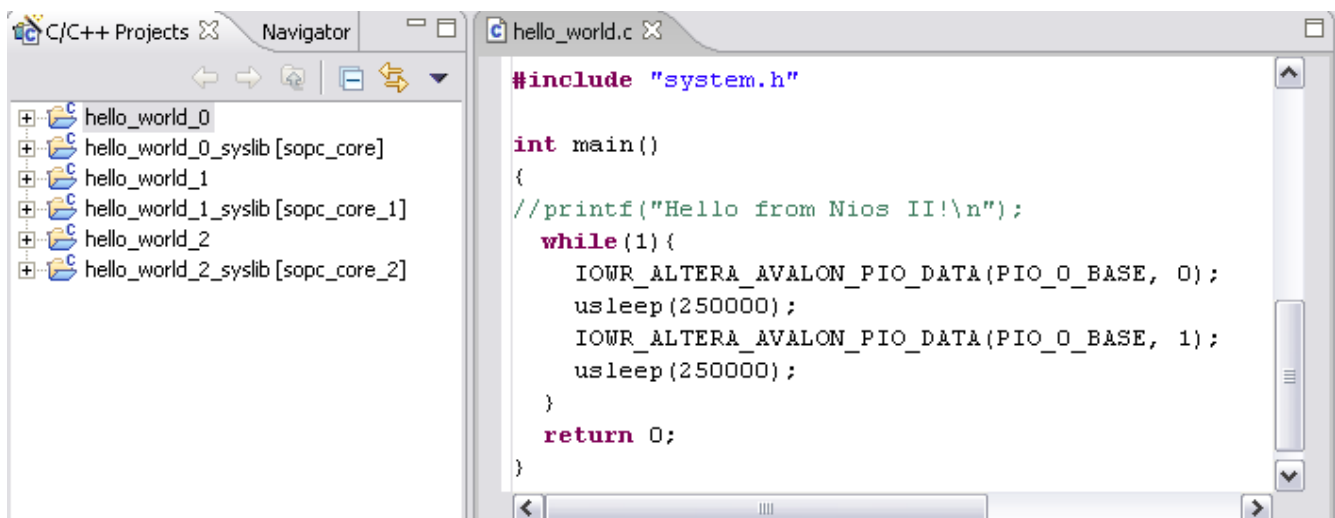 C/C++ Projects
Navigator
hello_world_0
hello_world_0_syslib [sopc_core]
hello_world_1
hello_world_1_syslib [sopc_core_1]
hello_world_2
hello_world_2_syslib [sopc_core_2]
hello_world.c
#include "system.h"
int main()
{
//printf("Hello from Nios II!\n");
while(1){
IOWR_ALTERA_AVALON_PIO_DATA(PIO_0_BASE, 0);
usleep(250000);
IOWR_ALTERA_AVALON_PIO_DATA(PIO_0_BASE, 1);
usleep(250000);
}
return 0;
}